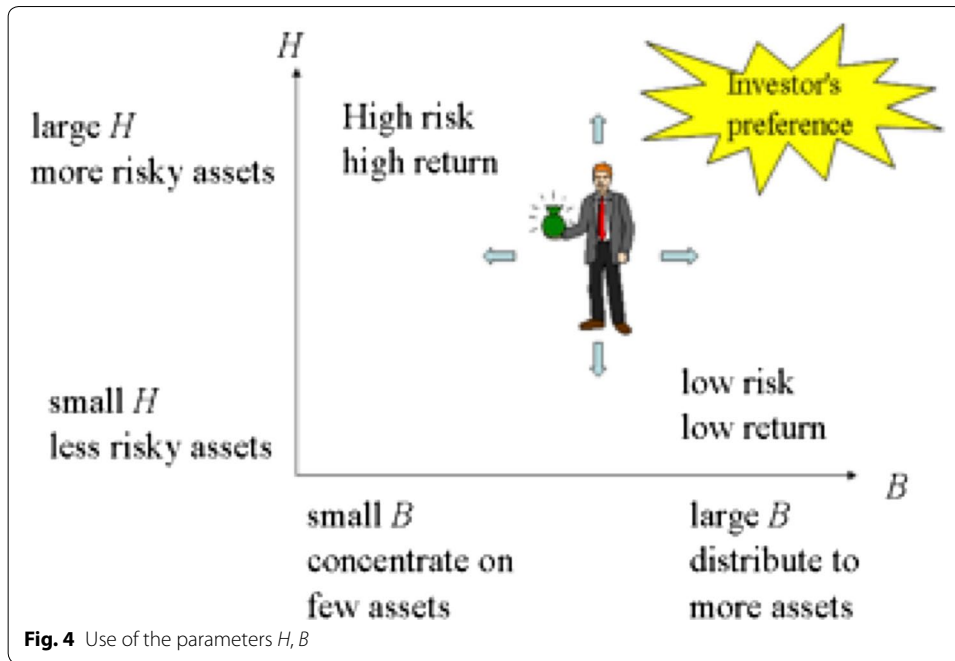 H
large H
more risky assets
High risk
high return
Investor's
preference
small H
less risky assets
low risk
low return
B
small B
concentrate on
few assets
large B
distribute to
more assets
Fig. 4 Use of the parameters H, B